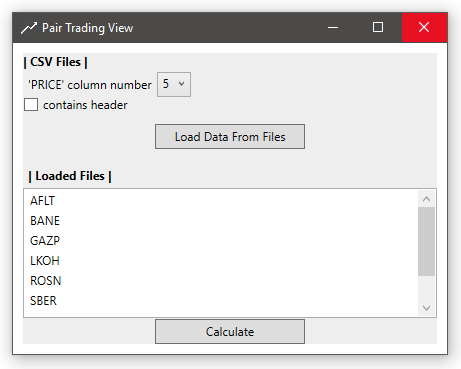 Pair Trading View
| CSV Files |
'PRICE' column number 5
contains header
Load Data From Files
| Loaded Files |
AFLT
BANE
GAZP
LKOH
ROSN
SBER
Calculate